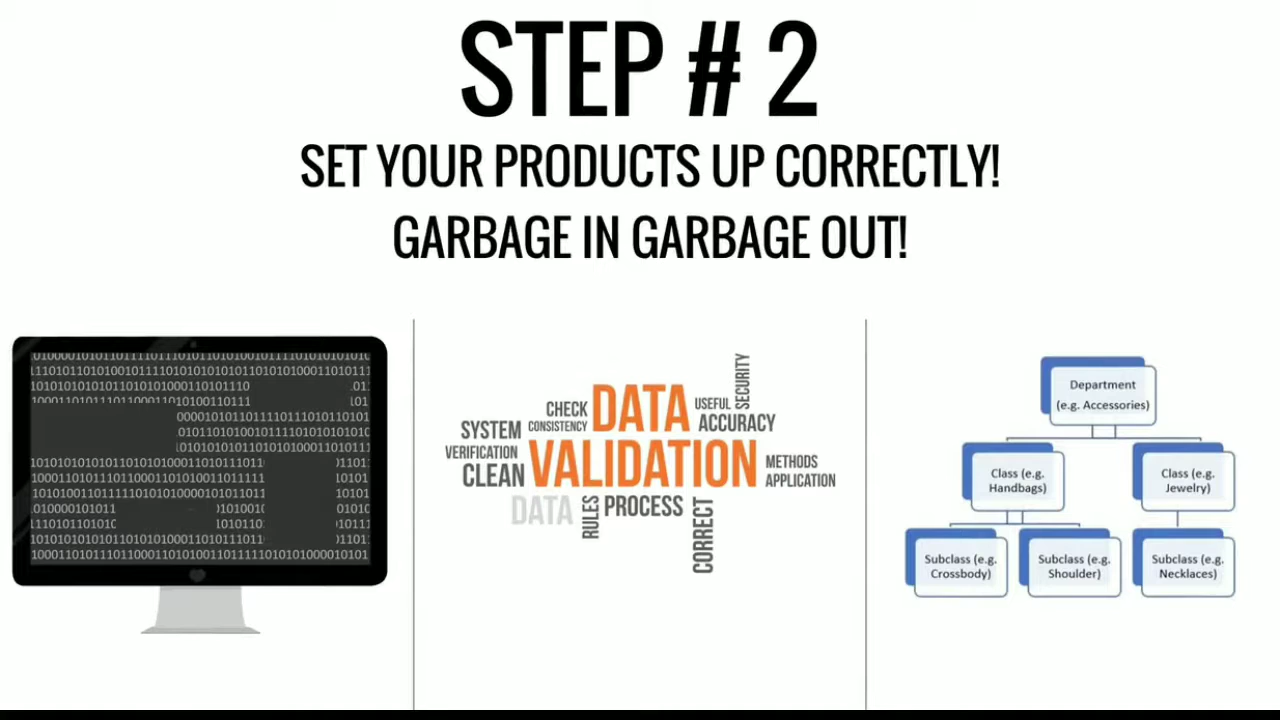 STEP # 2
SET YOUR PRODUCTS UP CORRECTLY!
GARBAGE IN GARBAGE OUT!
SECURITY
CHECK
DATA
USEFUL
SYSTEM
CONSISTENCY
ACCURACY
VERIFICATION
VALIDATION
CLEAN
METHODS
APPLICATION
DATA
RULES
PROCESS
CORRECT
Department
(e.g. Accessories)
Class (e.g.
Handbags)
Class (e.g.
Jewelry)
Subclass (e.g.
Crossbody)
Subclass (e.g.
Shoulder)
Subclass (e.g.
Necklaces)